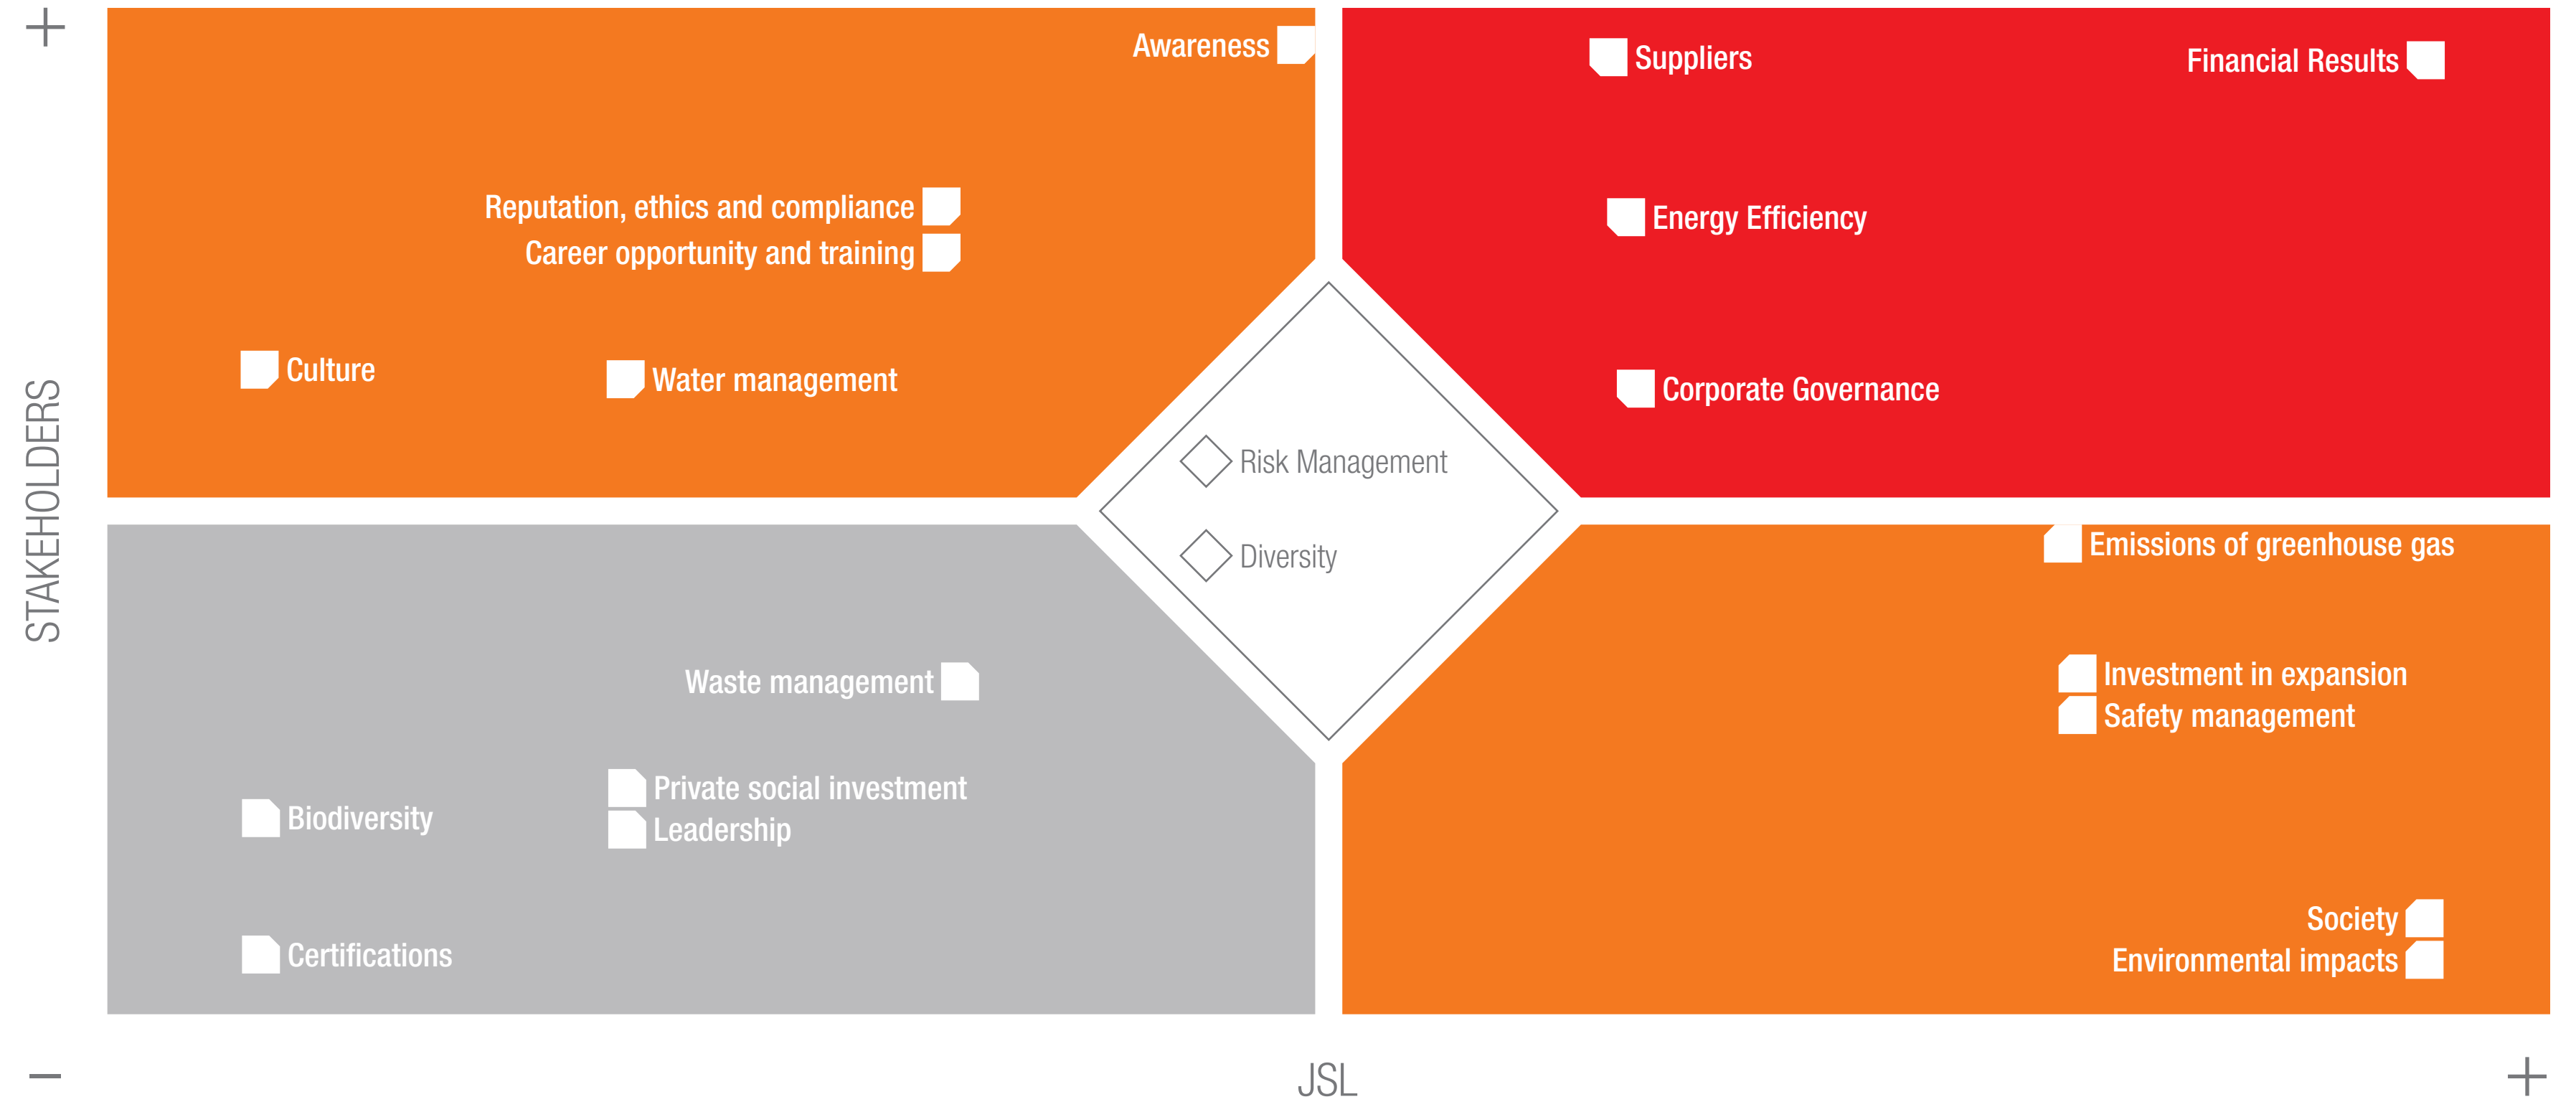 +
Awareness
Suppliers
Financial Results
Reputation, ethics and compliance
Career opportunity and training
Energy Efficiency
Culture
Water management
Corporate Governance
STAKEHOLDERS
Risk Management
Diversity
Emissions of greenhouse gas
Waste management
Investment in expansion
Safety management
Private social investment
Leadership
Biodiversity
Certifications
Society
Environmental impacts
–
JSL
+